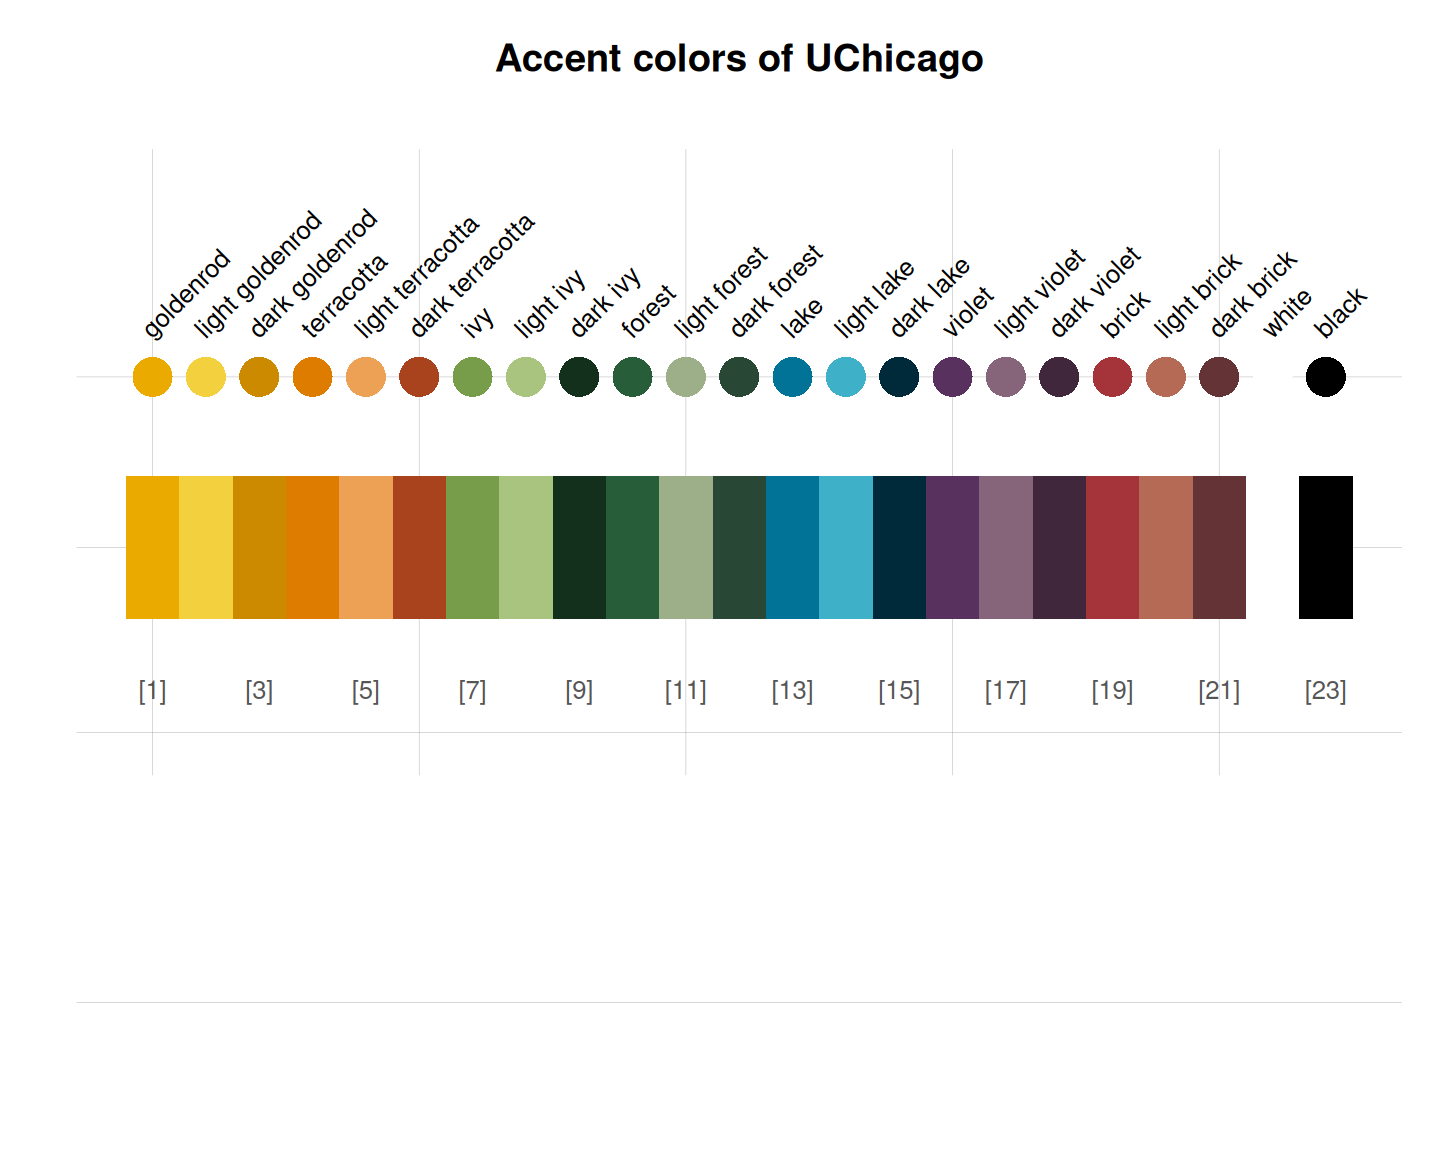 Accent colors of UChicago
goldenrod
light goldenrod
dark goldenrod
terracotta
light terracotta
dark terracotta
ivy
light ivy
dark ivy
forest
light forest
dark forest
lake
light lake
dark lake
violet
light violet
dark violet
brick
light brick
dark brick
white
black
[1] [3] [5] [7] [9] [11] [13] [15] [17] [19] [21] [23]